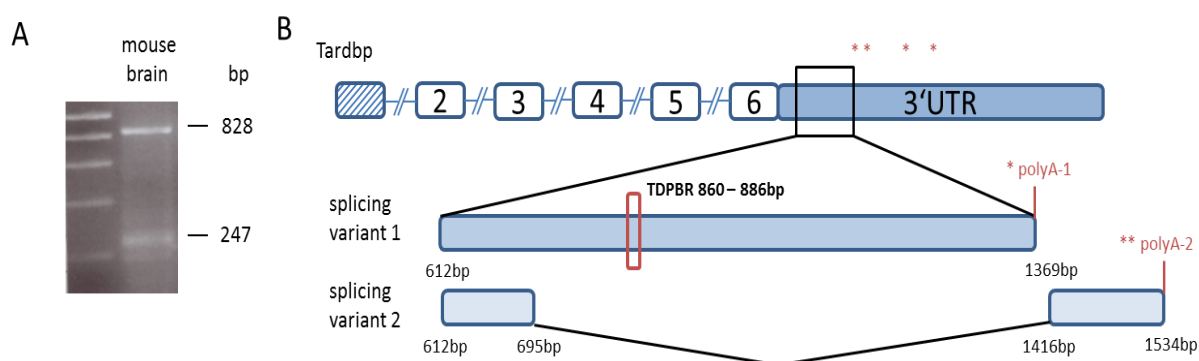 A
mouse
brain
bp
828
247
B
Tardbp
* * * *
2 3 4 5 6 3‘UTR
* polyA-1
TDPBR 860 – 886bp
splicing
variant 1
612bp 1369bp
** polyA-2
splicing
variant 2
612bp 695bp 1416bp 1534bp